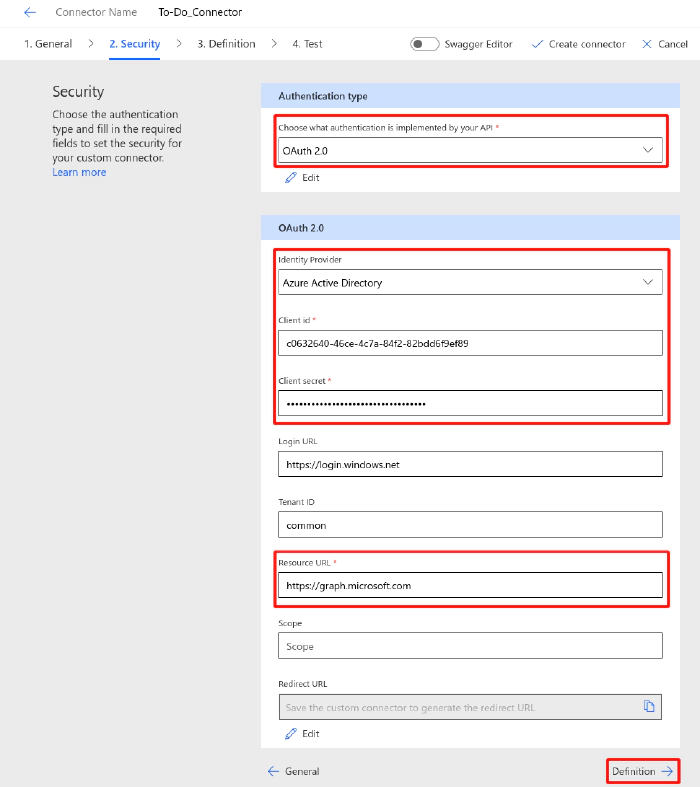 Connector Name To-Do_Connector
1. General 2. Security 3. Definition 4. Test Swagger Editor Create connector Cancel
Security
Choose the authentication
type and fill in the required
fields to set the security for
your custom connector.
Learn more
Authentication type
Choose what authentication is implemented by your API *
OAuth 2.0
Edit
OAuth 2.0
Identity Provider
Azure Active Directory
Client id *
c0632640-46ce-4c7a-84f2-82bdd6f9ef89
Client secret *
••••••••••••••••••••••••••••••••••
Login URL
https://login.windows.net
Tenant ID
common
Resource URL *
https://graph.microsoft.com
Scope
Scope
Redirect URL
Save the custom connector to generate the redirect URL
Edit
General Definition